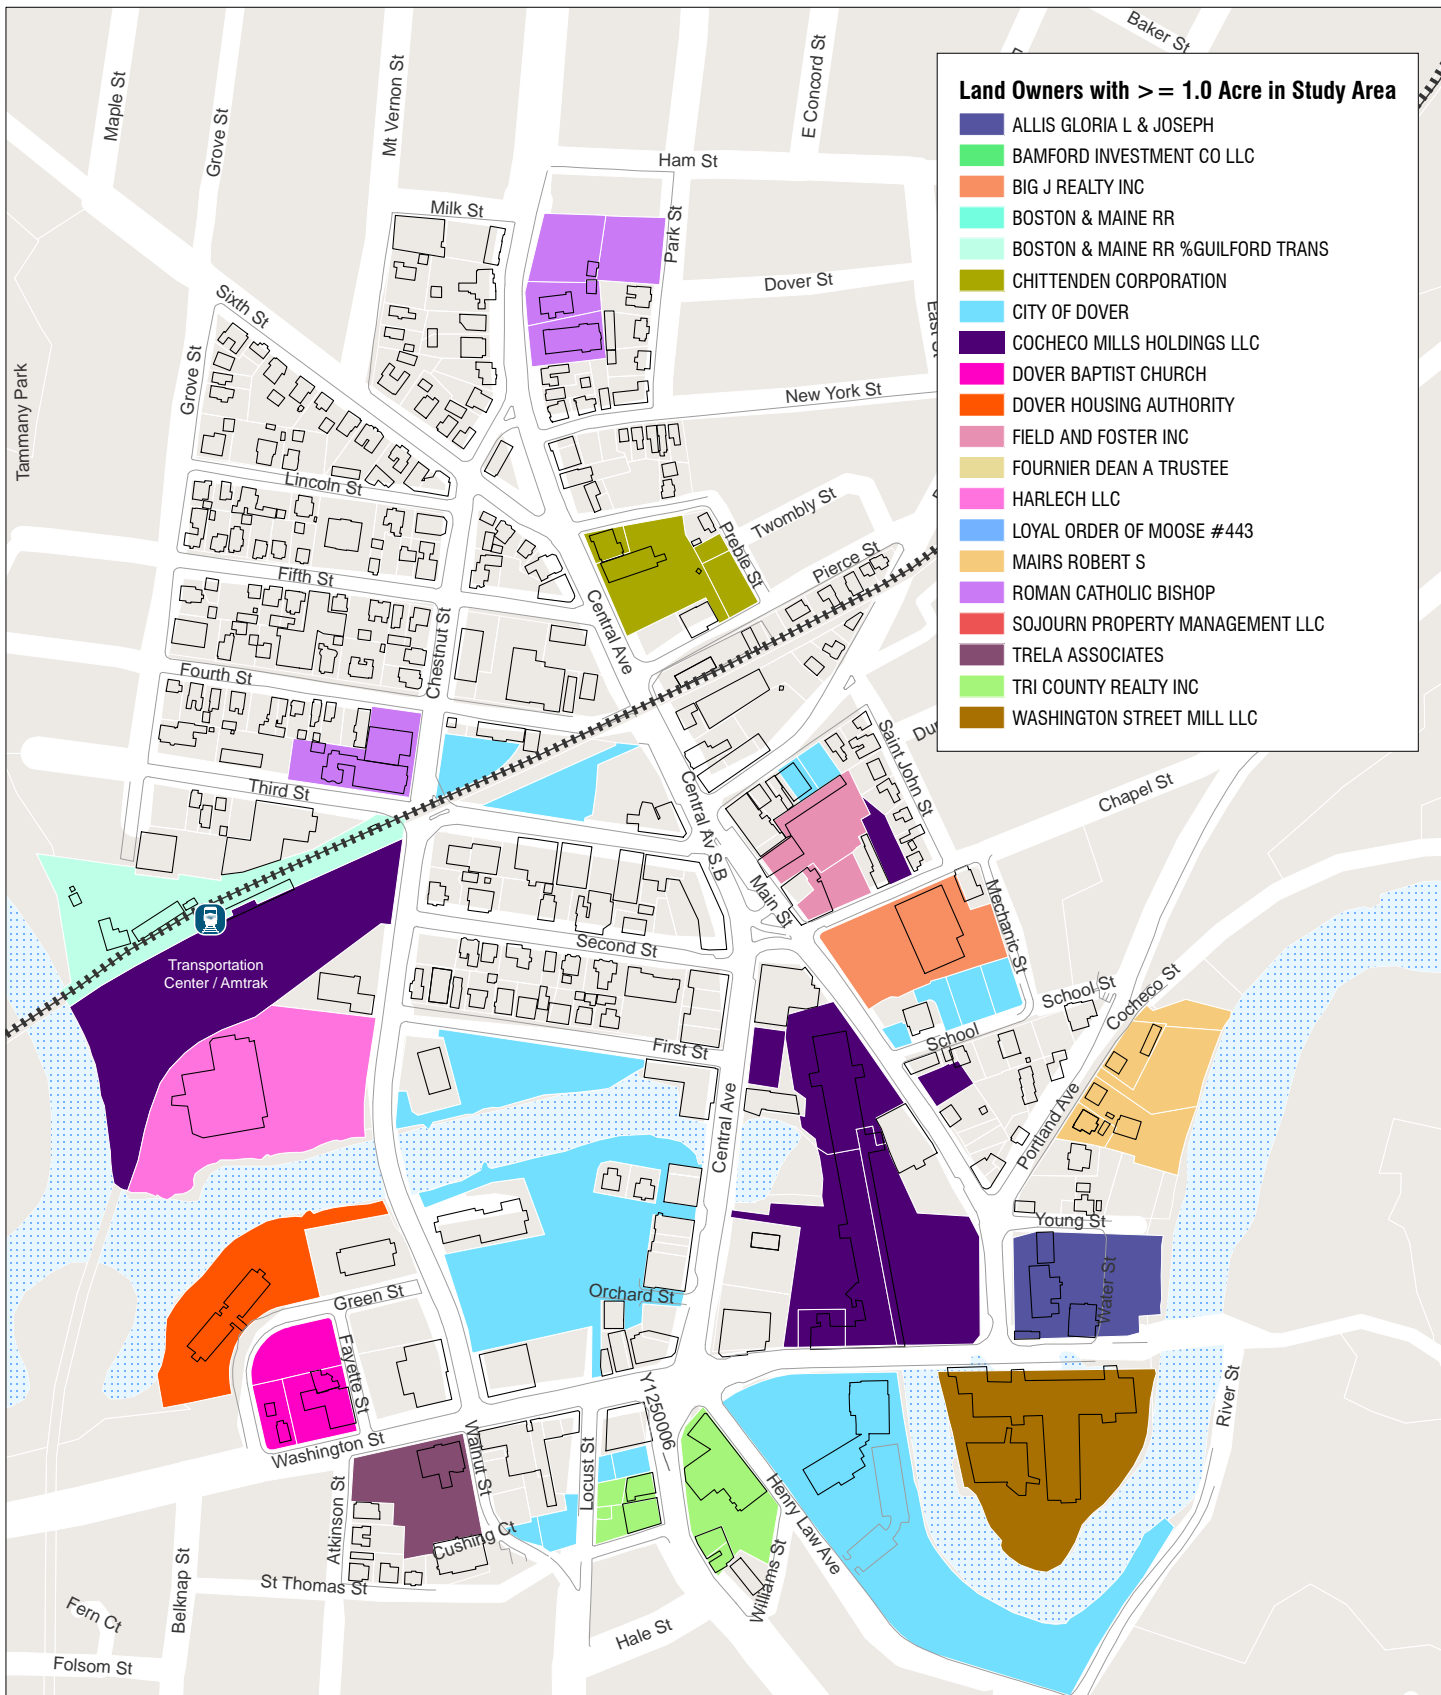 Baker St
Maple St
Grove St
Mt Vernon St
E Concord St
Land Owners with >= 1.0 Acre in Study Area
ALLIS GLORIA L & JOSEPH
BAMFORD INVESTMENT CO LLC
BIG J REALTY INC
BOSTON & MAINE RR
BOSTON & MAINE RR %GUILFORD TRANS
CHITTENDEN CORPORATION
CITY OF DOVER
COCHECO MILLS HOLDINGS LLC
DOVER BAPTIST CHURCH
DOVER HOUSING AUTHORITY
FIELD AND FOSTER INC
FOURNIER DEAN A TRUSTEE
HARLECH LLC
LOYAL ORDER OF MOOSE #443
MAIRS ROBERT S
ROMAN CATHOLIC BISHOP
SOJOURN PROPERTY MANAGEMENT LLC
TRELA ASSOCIATES
TRI COUNTY REALTY INC
WASHINGTON STREET MILL LLC
Ham St
Milk St
Park St
Dover St
Sixth St
East St
Grove St
New York St
Tammany Park
Lincoln St
Twombly St
Preble St
Pierce St
Fifth St
Central Ave
Chestnut St
Fourth St
Saint John St
Third St
Central Av S.B
Chapel St
Main St
Mechanic St
Second St
Transportation
Center / Amtrak
School St
Cocheco St
School
First St
Central Ave
Portland Ave
Young St
Water St
Orchard St
Green St
Fayette St
Y1250006
River St
Washington St
Walnut St
Locust St
Henry Law Ave
Atkinson St
Cushing Ct
Williams St
Belknap St
St Thomas St
Fern Ct
Hale St
Folsom St